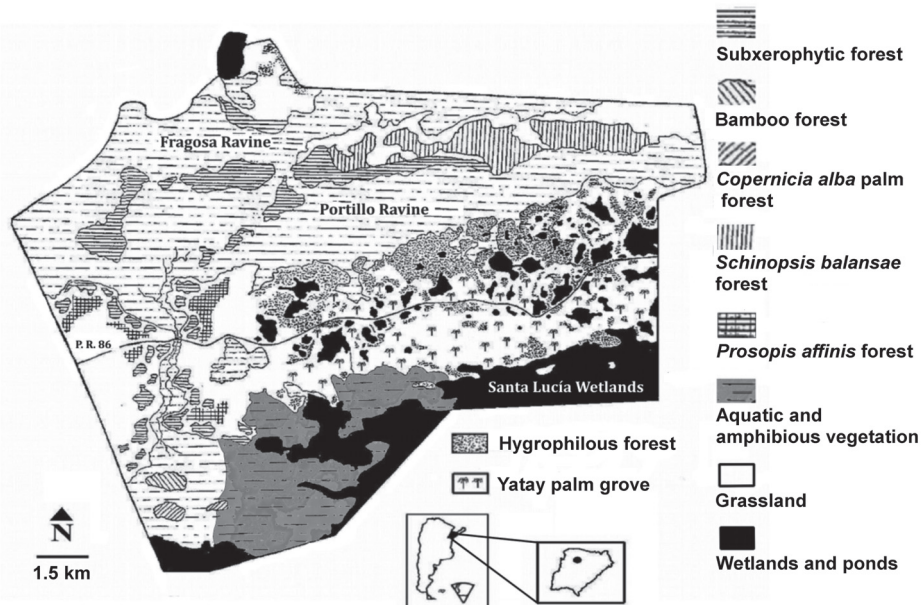 Subxerophytic forest
Bamboo forest
Copernicia alba palm
forest
Schinopsis balansae
forest
Prosopis affinis forest
Aquatic and
amphibious vegetation
Grassland
Wetlands and ponds
Fragosa Ravine
Portillo Ravine
P. R. 86
Santa Lucía Wetlands
Hygrophilous forest
Yatay palm grove
N
1.5 km